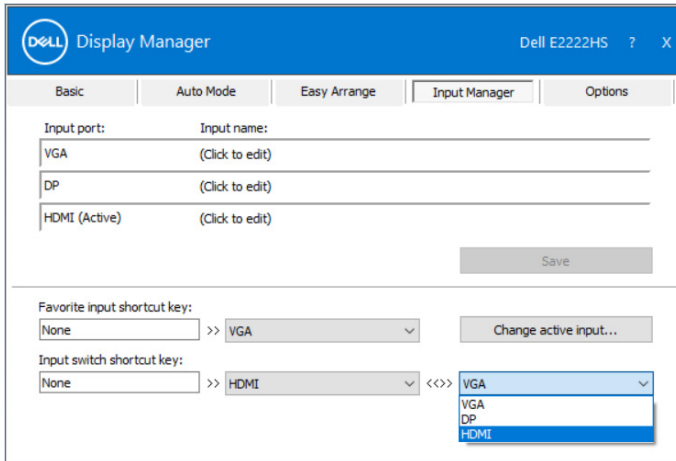 DELL Display Manager Dell E2222HS ? X
Basic Auto Mode Easy Arrange Input Manager Options
Input port: Input name:
VGA (Click to edit)
DP (Click to edit)
HDMI (Active) (Click to edit)
Save
Favorite input shortcut key:
None >> VGA Change active input...
Input switch shortcut key:
None >> HDMI <<>> VGA
VGA
DP
HDMI